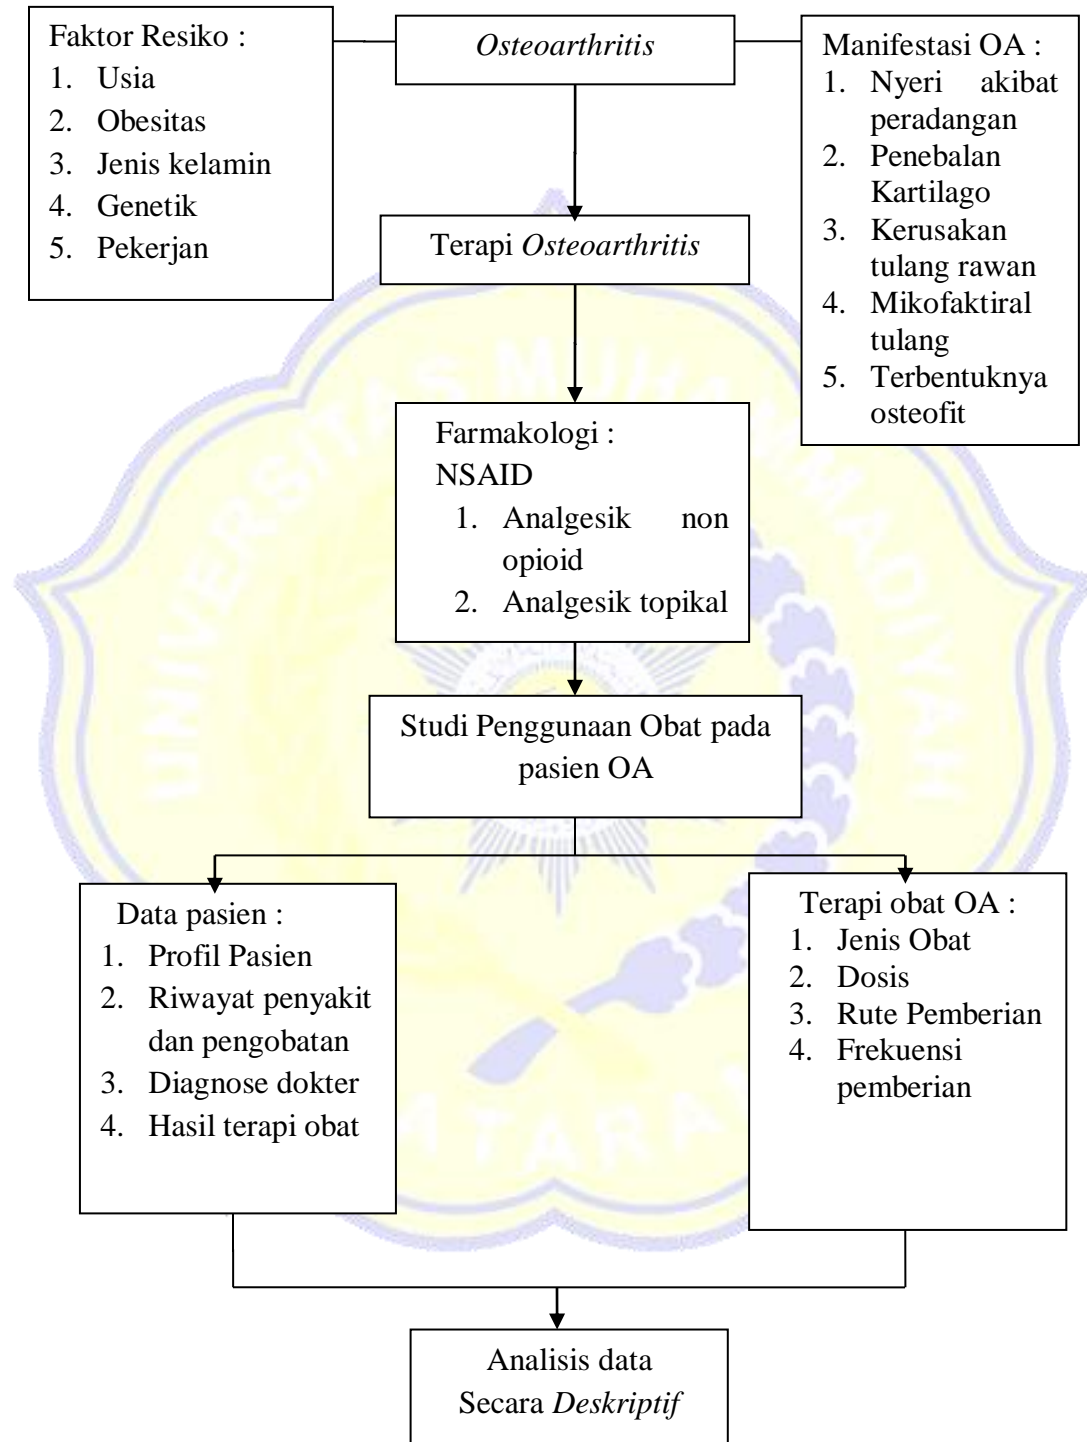 Faktor Resiko :
1. Usia
2. Obesitas
3. Jenis kelamin
4. Genetik
5. Pekerjan
Osteoarthritis
Manifestasi OA :
1. Nyeri akibat
peradangan
2. Penebalan
Kartilago
3. Kerusakan
tulang rawan
4. Mikofaktiral
tulang
5. Terbentuknya
osteofit
Terapi Osteoarthritis
Farmakologi :
NSAID
1. Analgesik non
opioid
2. Analgesik topikal
Studi Penggunaan Obat pada
pasien OA
Data pasien :
1. Profil Pasien
2. Riwayat penyakit
dan pengobatan
3. Diagnose dokter
4. Hasil terapi obat
Terapi obat OA :
1. Jenis Obat
2. Dosis
3. Rute Pemberian
4. Frekuensi
pemberian
Analisis data
Secara Deskriptif